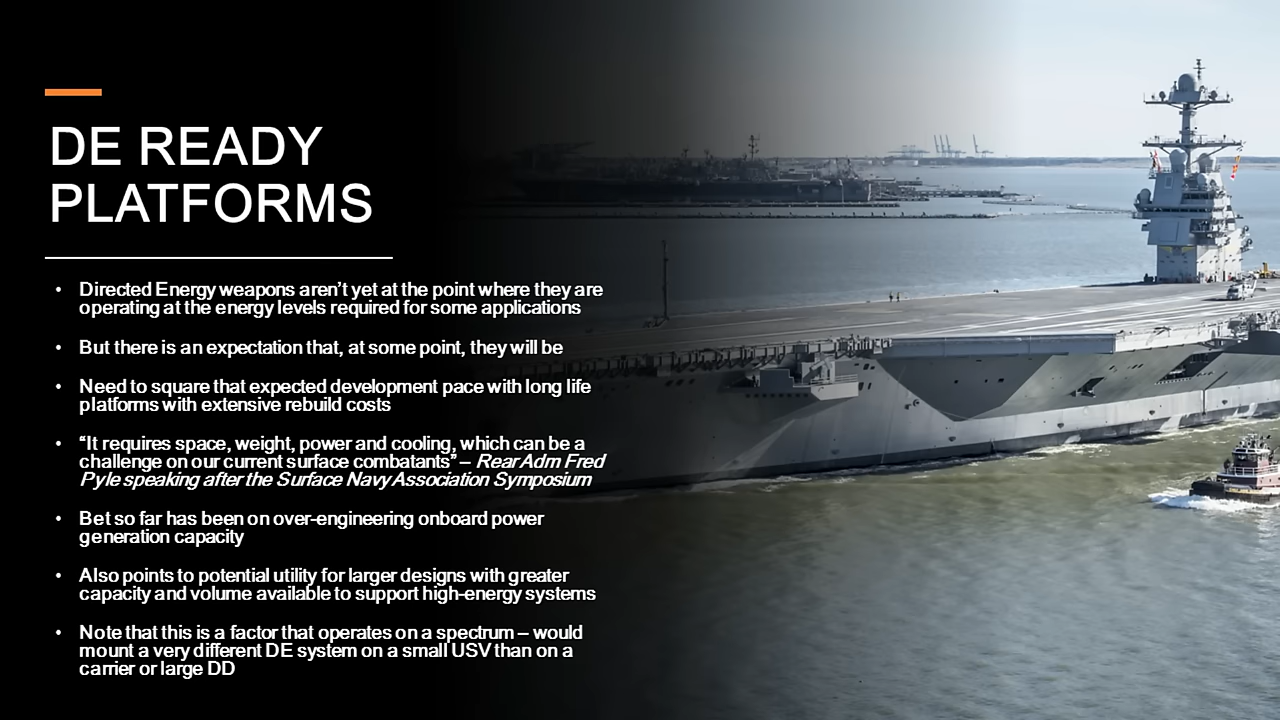 DE READY
PLATFORMS
• Directed Energy weapons aren’t yet at the point where they are
operating at the energy levels required for some applications
• But there is an expectation that, at some point, they will be
• Need to square that expected development pace with long life
platforms with extensive rebuild costs
• “It requires space, weight, power and cooling, which can be a
challenge on our current surface combatants” – Rear Adm Fred
Pyle speaking after the Surface Navy Association Symposium
• Bet so far has been on over-engineering onboard power
generation capacity
• Also points to potential utility for larger designs with greater
capacity and volume available to support high-energy systems
• Note that this is a factor that operates on a spectrum – would
mount a very different DE system on a small USV than on a
carrier or large DD